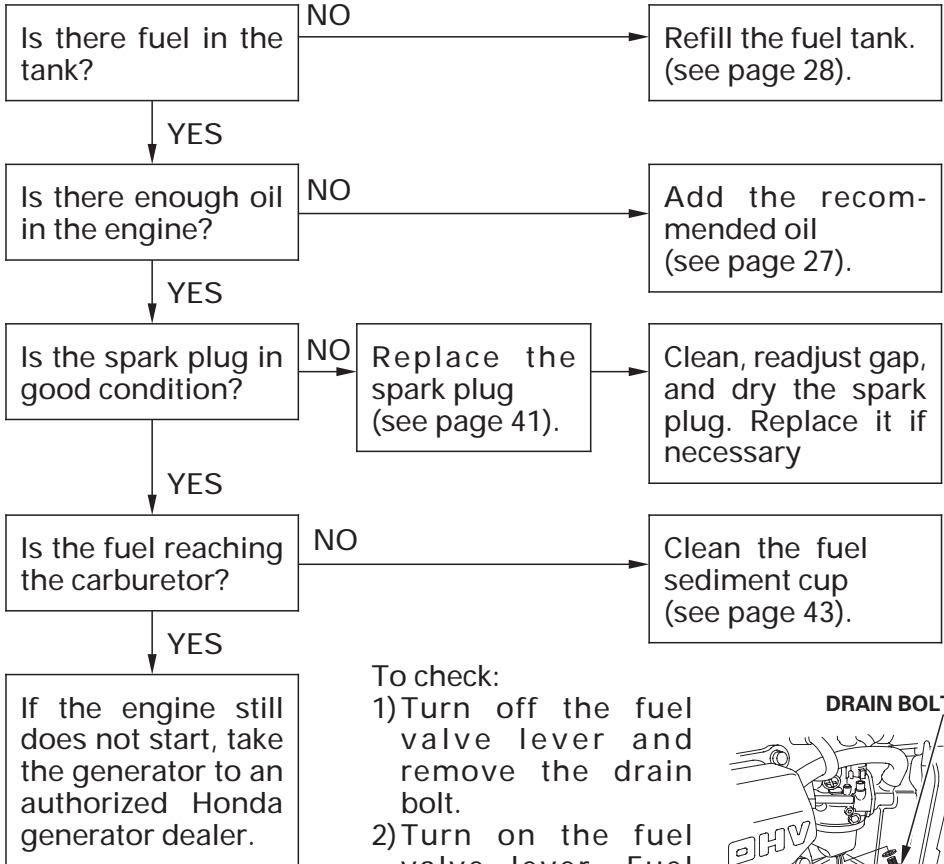 Is there fuel in the
tank?
NO
Refill the fuel tank.
(see page 28).
YES
Is there enough oil
in the engine?
NO
Add the recom-
mended oil
(see page 27).
YES
Is the spark plug in
good condition?
NO
Replace the
spark plug
(see page 41).
Clean, readjust gap,
and dry the spark
plug. Replace it if
necessary
YES
Is the fuel reaching
the carburetor?
NO
Clean the fuel
sediment cup
(see page 43).
YES
If the engine still
does not start, take
the generator to an
authorized Honda
generator dealer.
To check:
1) Turn off the fuel
valve lever and
remove the drain
bolt.
2) Turn on the fuel
valve lever. Fuel
DRAIN BOLT
OHV